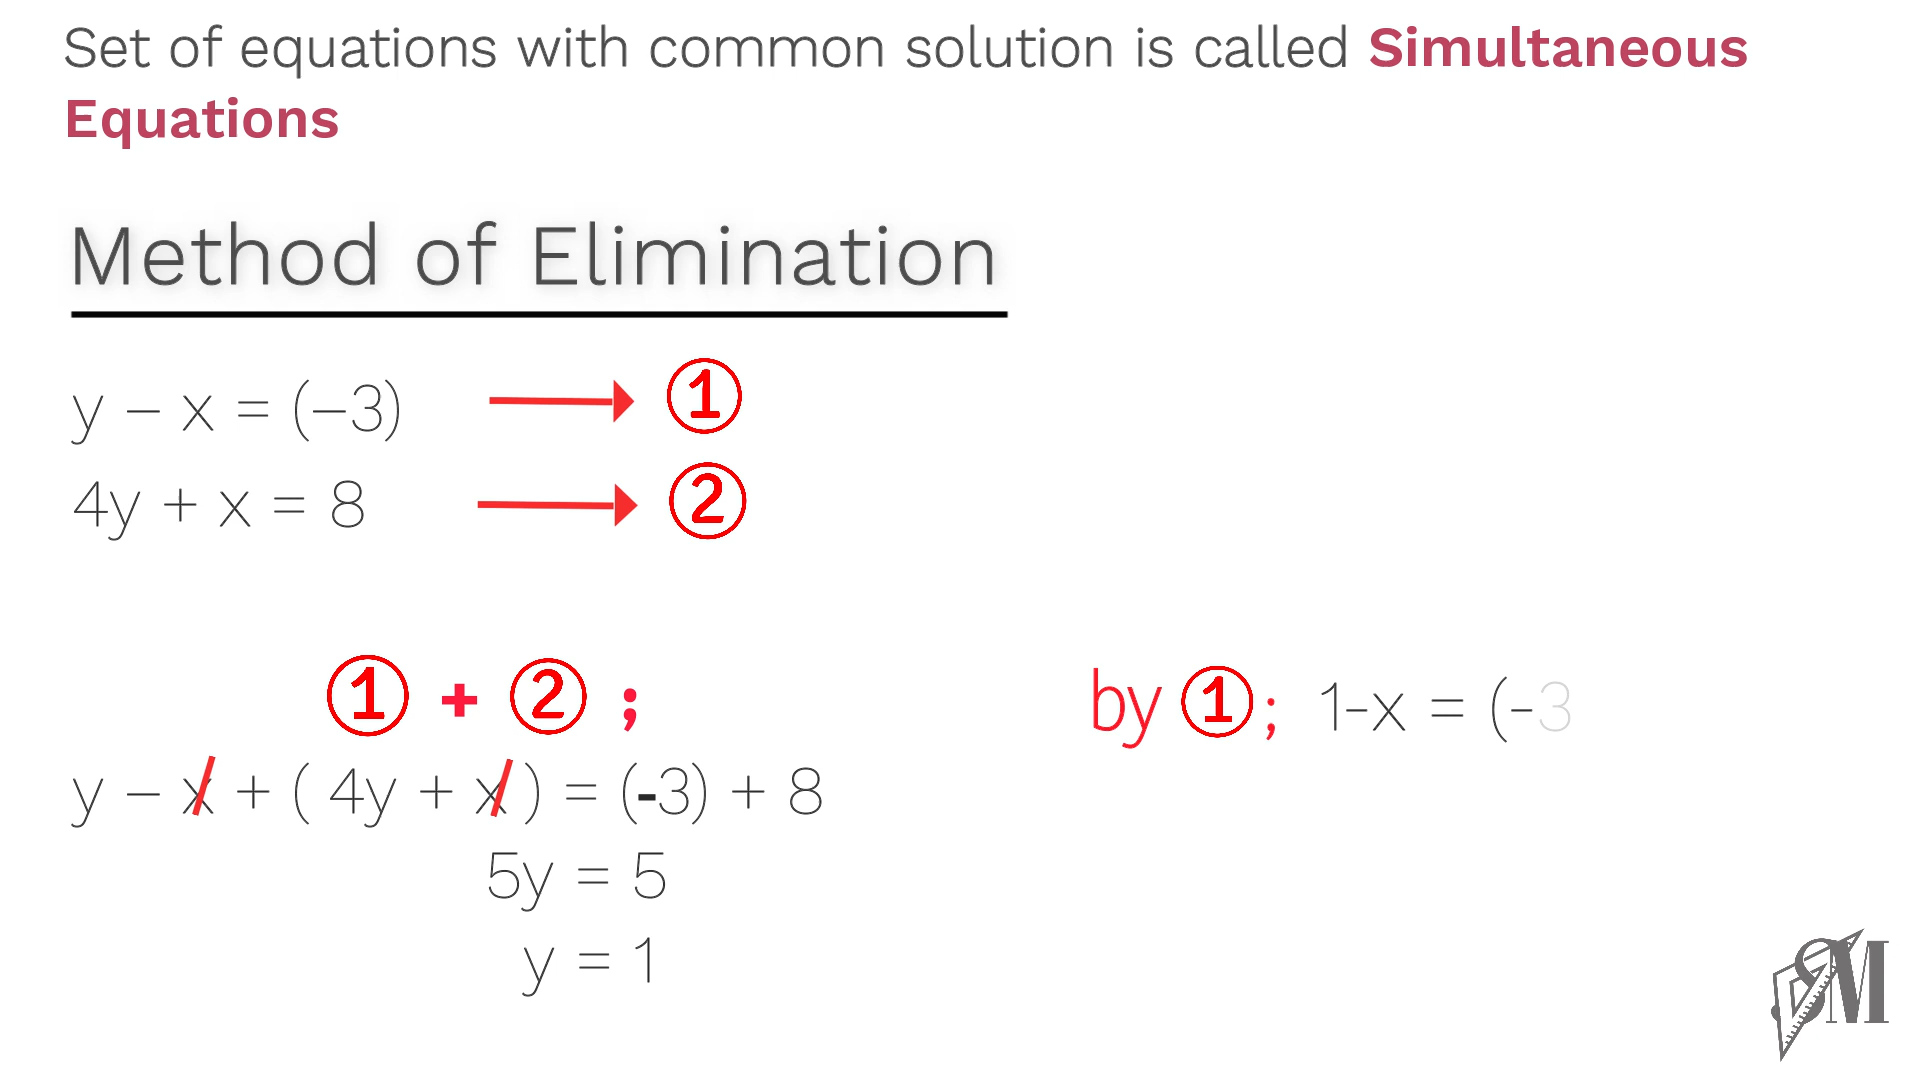 Set of equations with common solution is called Simultaneous
Equations
Method of Elimination
y – x = (–3) ①
4y + x = 8 ②
① + ② ;
by ① ; 1-x = (-3
y – x + ( 4y + x ) = (-3) + 8
5y = 5
y = 1
SM